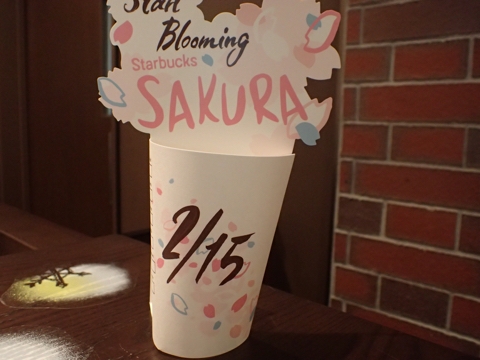 Start
Blooming
Starbucks
SAKURA
2/15